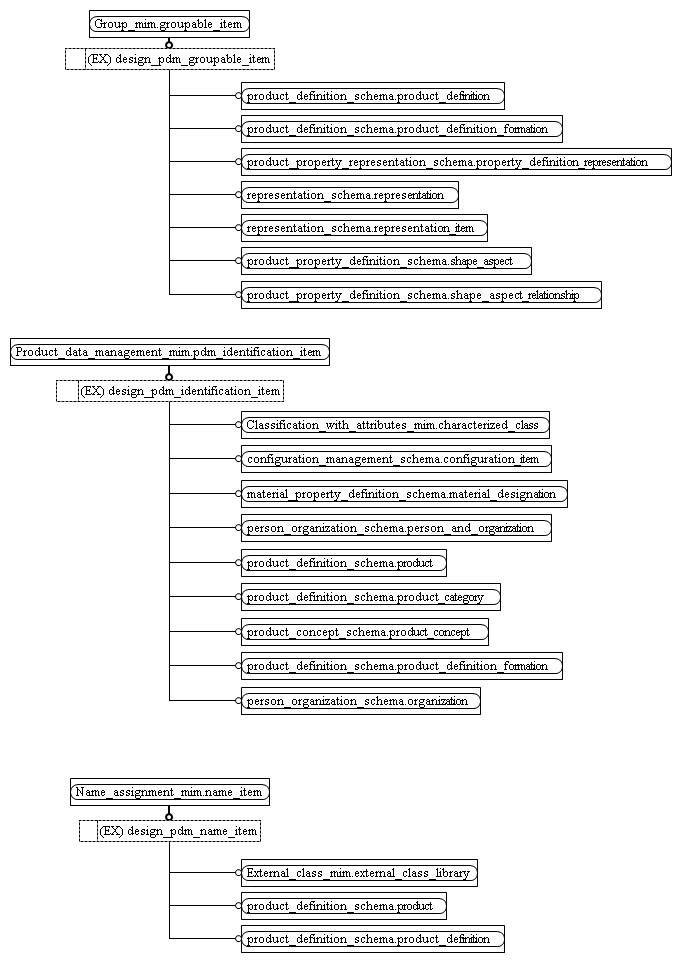 Group_mim.groupable_item
(EX) design_pdm_groupable_item
product_definition_schema.product_definition
product_definition_schema.product_definition_formation
product_property_representation_schema.property_definition_representation
representation_schema.representation
representation_schema.representation_item
product_property_definition_schema.shape_aspect
product_property_definition_schema.shape_aspect_relationship
Product_data_management_mim.pdm_identification_item
(EX) design_pdm_identification_item
Classification_with_attributes_mim.characterized_class
configuration_management_schema.configuration_item
material_property_definition_schema.material_designation
person_organization_schema.person_and_organization
product_definition_schema.product
product_definition_schema.product_category
product_concept_schema.product_concept
product_definition_schema.product_definition_formation
person_organization_schema.organization
Name_assignment_mim.name_item
(EX) design_pdm_name_item
External_class_mim.external_class_library
product_definition_schema.product
product_definition_schema.product_definition